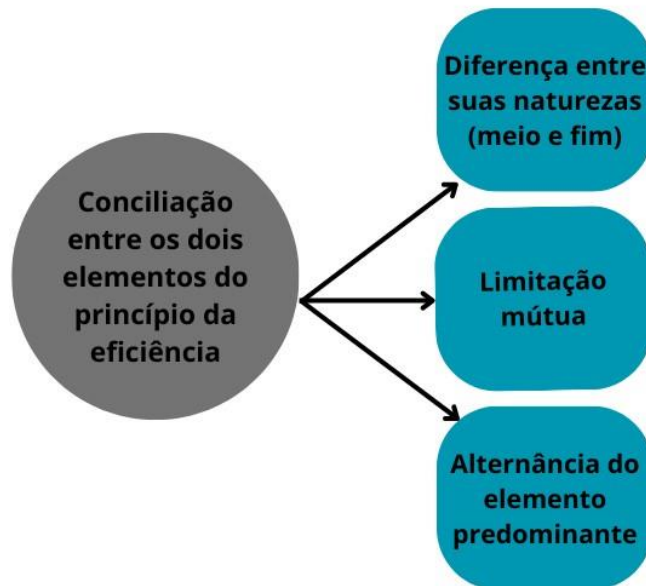 Conciliação
entre os dois
elementos do
princípio da
eficiência
Diferença entre
suas naturezas
(meio e fim)
Limitação
mútua
Alternância do
elemento
predominante